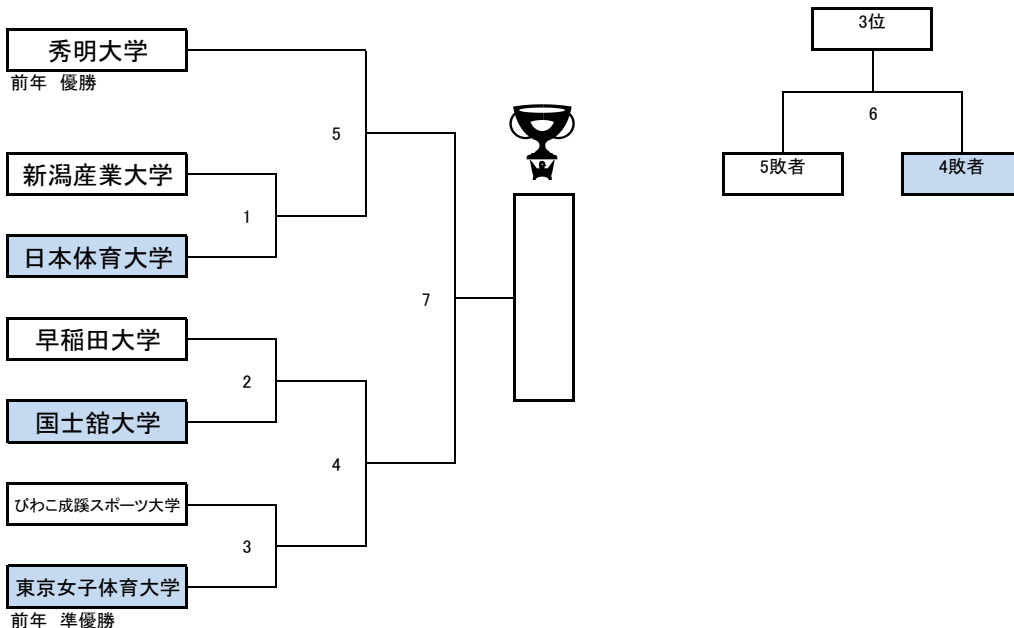 秀明大学
前年 優勝
新潟産業大学
日本体育大学
早稲田大学
国士舘大学
びわこ成蹊スポーツ大学
東京女子体育大学
前年 準優勝
1
2
3
5
4
7
3位
6
5敗者
4敗者